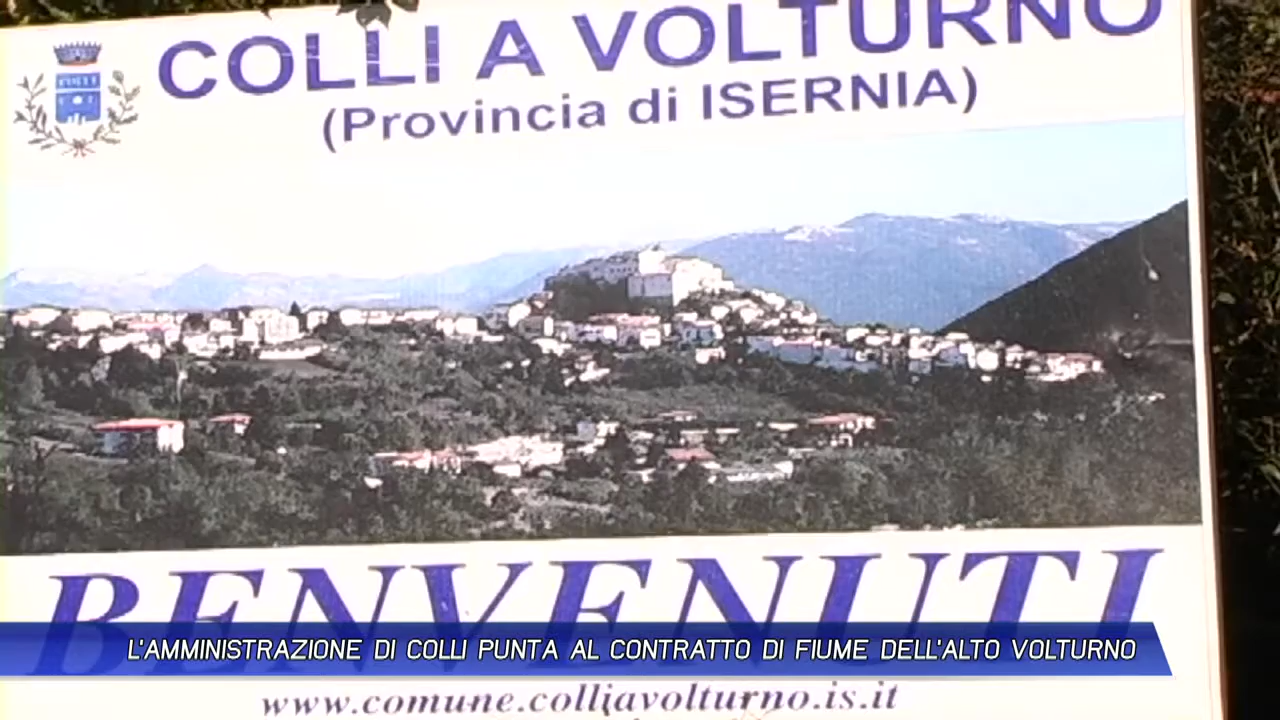 COLLI A VOLTURNO
(Provincia di ISERNIA)
BENVENUTI
L'AMMINISTRAZIONE DI COLLI PUNTA AL CONTRATTO DI FIUME DELL'ALTO VOLTURNO
www.comune.colliavolturno.is.it